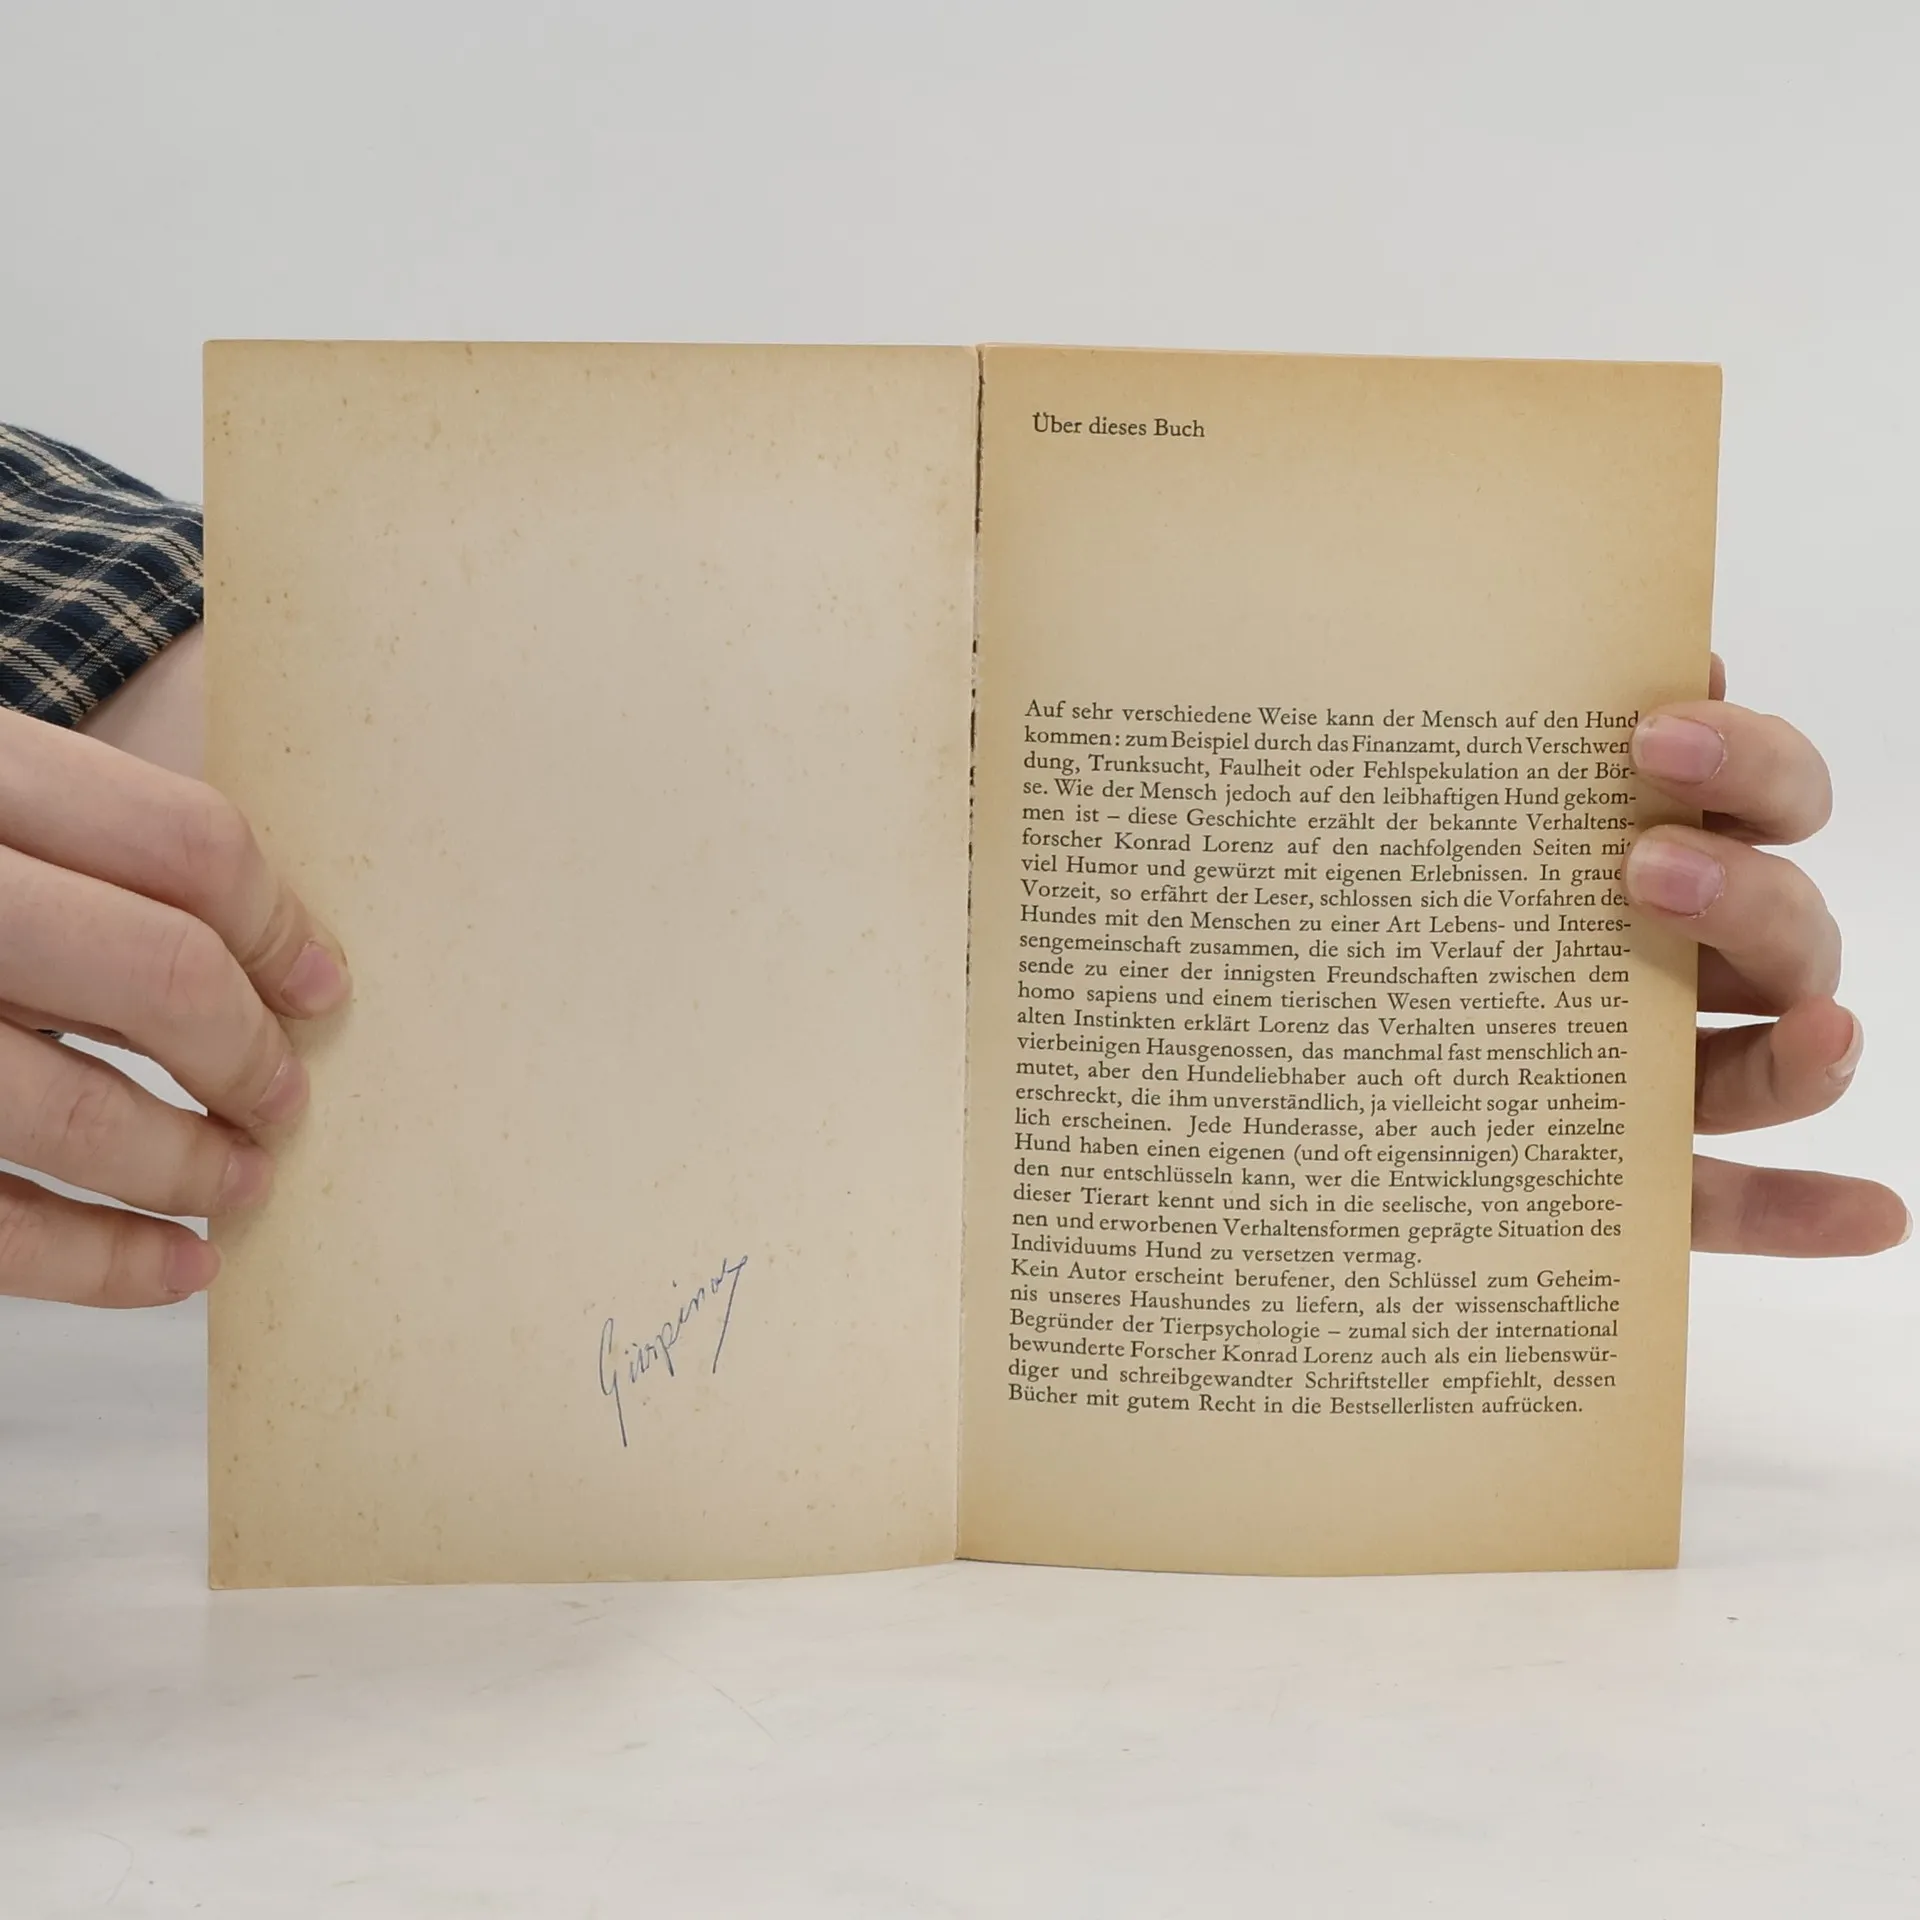 Gürpinar
Über dieses Buch
Auf sehr verschiedene Weise kann der Mensch auf den Hund
kommen: zum Beispiel durch das Finanzamt, durch Verschwen
dung, Trunksucht, Faulheit oder Fehlspekulation an der Bör-
se. Wie der Mensch jedoch auf den leibhaftigen Hund gekom-
men ist – diese Geschichte erzählt der bekannte Verhaltens-
forscher Konrad Lorenz auf den nachfolgenden Seiten mit
viel Humor und gewürzt mit eigenen Erlebnissen. In graue
Vorzeit, so erfährt der Leser, schlossen sich die Vorfahren des
Hundes mit den Menschen zu einer Art Lebens- und Interes-
sengemeinschaft zusammen, die sich im Verlauf der Jahrtau-
sende zu einer der innigsten Freundschaften zwischen dem
homo sapiens und einem tierischen Wesen vertiefte. Aus ur-
alten Instinkten erklärt Lorenz das Verhalten unseres treuen
vierbeinigen Hausgenossen, das manchmal fast menschlich an-
mutet, aber den Hundeliebhaber auch oft durch Reaktionen
erschreckt, die ihm unverständlich, ja vielleicht sogar unheim-
lich erscheinen. Jede Hunderasse, aber auch jeder einzelne
Hund haben einen eigenen (und oft eigensinnigen) Charakter,
den nur entschlüsseln kann, wer die Entwicklungsgeschichte
dieser Tierart kennt und sich in die seelische, von angebore-
nen und erworbenen Verhaltensformen geprägte Situation des
Individuums Hund zu versetzen vermag.
Kein Autor erscheint berufener, den Schlüssel zum Geheim-
nis unseres Haushundes zu liefern, als der wissenschaftliche
Begründer der Tierpsychologie – zumal sich der international
bewunderte Forscher Konrad Lorenz auch als ein liebenswür-
diger und schreibgewandter Schriftsteller empfiehlt, dessen
Bücher mit gutem Recht in die Bestsellerlisten aufrücken.